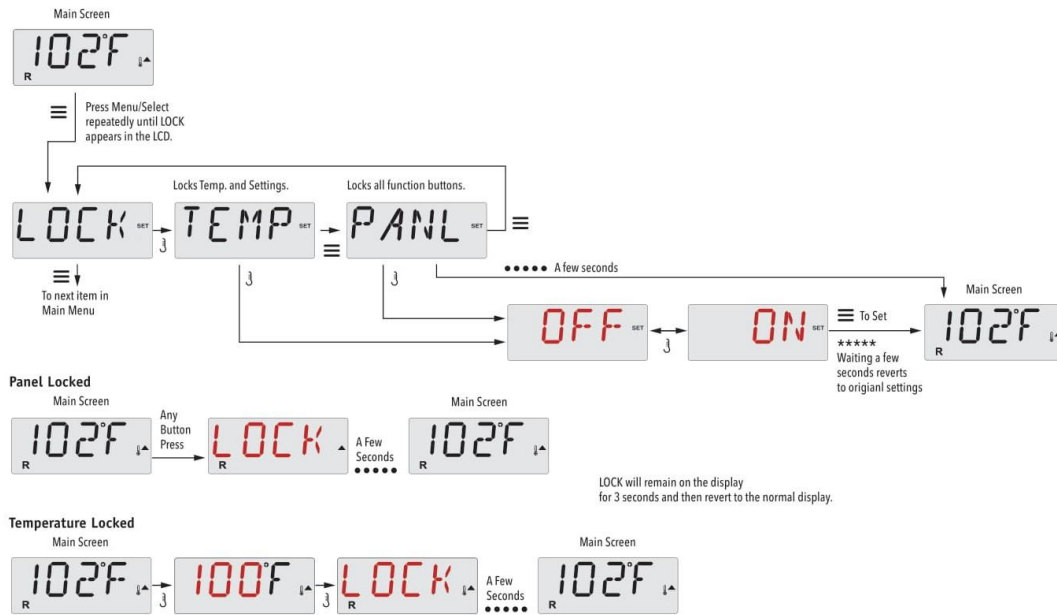 Main Screen
102°F
R
Press Menu/Select
repeatedly until LOCK
appears in the LCD.
Locks Temp. and Settings.
Locks all function buttons.
LOCK SET
TEMP SET
PANL SET
To next item in
Main Menu
A few seconds
Main Screen
OFF SET
ON SET
To Set
102°F
R
*****
Waiting a few
seconds reverts
to origianl settings
Panel Locked
Main Screen
102°F
R
Any
Button
Press
LOCK
R
A Few
Seconds
Main Screen
102°F
R
LOCK will remain on the display
for 3 seconds and then revert to the normal display.
Temperature Locked
Main Screen
102°F
R
100°F
LOCK
R
A Few
Seconds
Main Screen
102°F
R